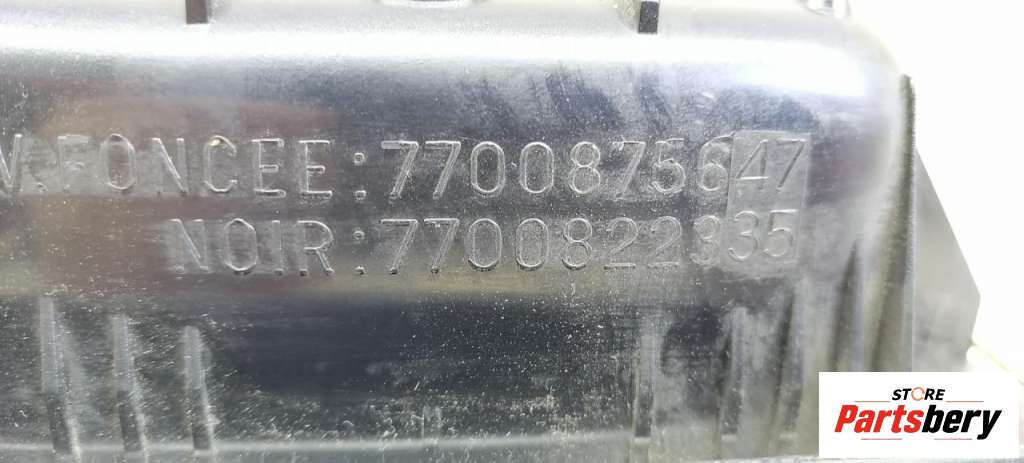 V.FONCEE:7700875647
NOIR:7700822335
STORE
Partsbery